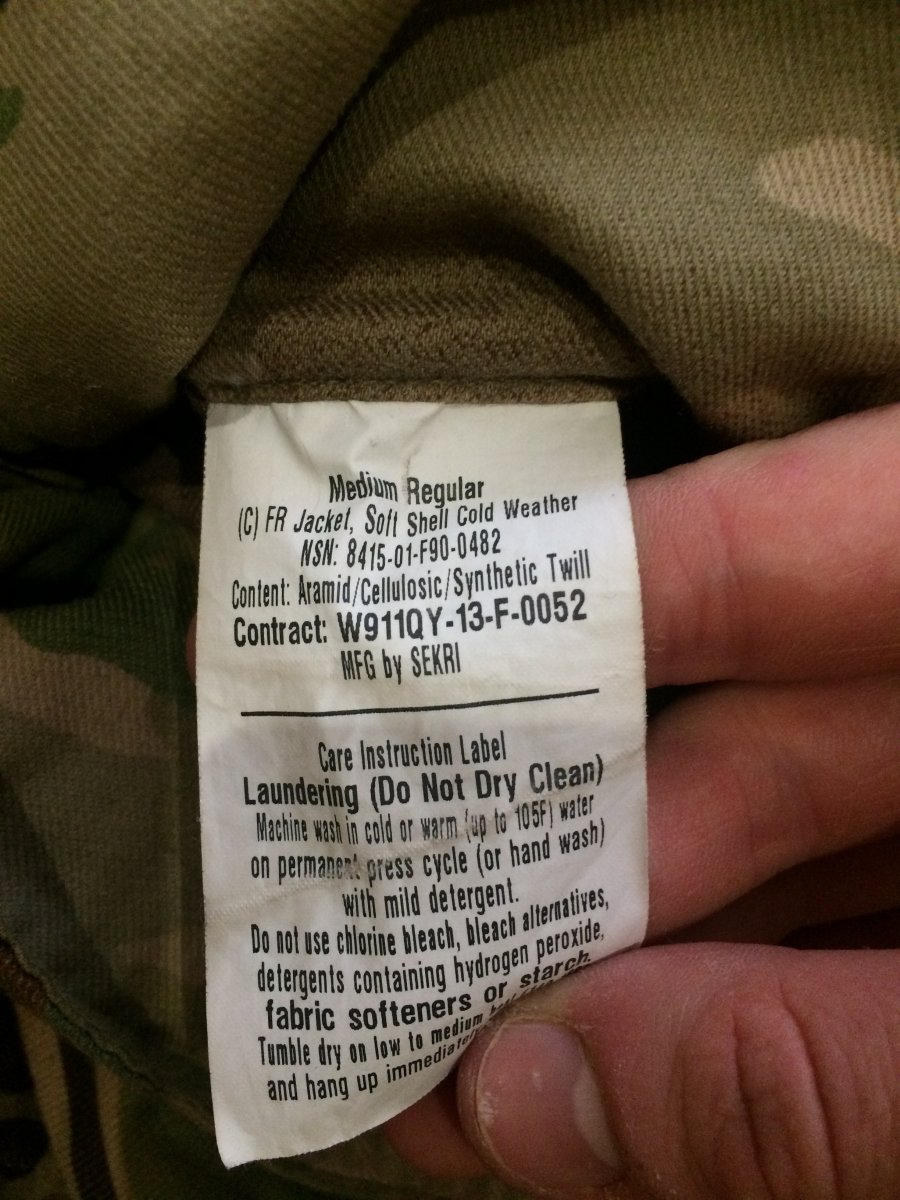 Medium Regular
(C) FR Jacket, Soft Shell Cold Weather
NSN: 8415-01-F90-0482
Content: Aramid/Cellulosic/Synthetic Twill
Contract: W911QY-13-F-0052
MFG by SEKRI
Care Instruction Label
Laundering (Do Not Dry Clean)
Machine wash in cold or warm (up to 105F) water
on permanent press cycle (or hand wash)
with mild detergent.
Do not use chlorine bleach, bleach alternatives,
detergents containing hydrogen peroxide,
fabric softeners or starch.
Tumble dry on low to medium
and hang up immediately